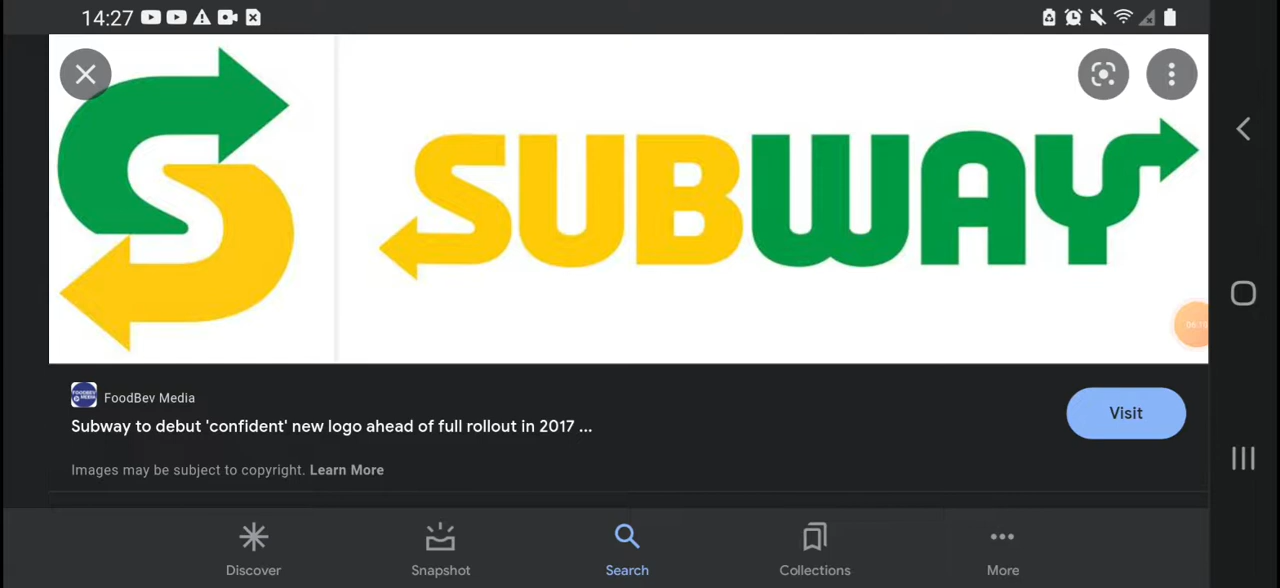 14:27
SUBWAY
FoodBev Media
Subway to debut 'confident' new logo ahead of full rollout in 2017 ...
Visit
Images may be subject to copyright. Learn More
Discover
Snapshot
Search
Collections
More